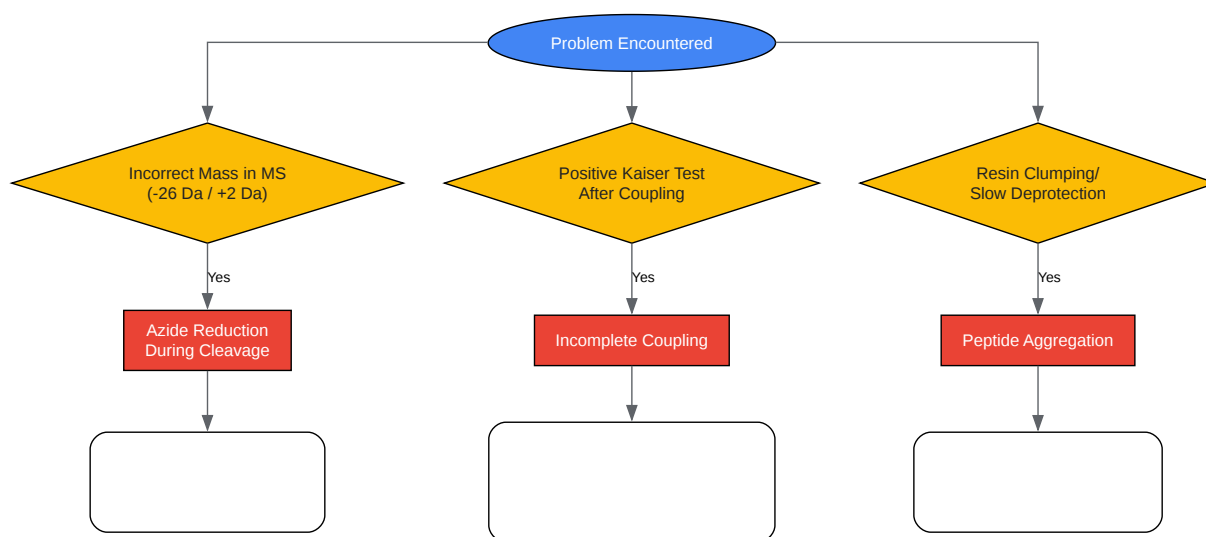 Problem Encountered
Incorrect Mass in MS
(-26 Da / +2 Da)
Positive Kaiser Test
After Coupling
Resin Clumping/
Slow Deprotection
Yes
Yes
Yes
Azide Reduction
During Cleavage
Incomplete Coupling
Peptide Aggregation